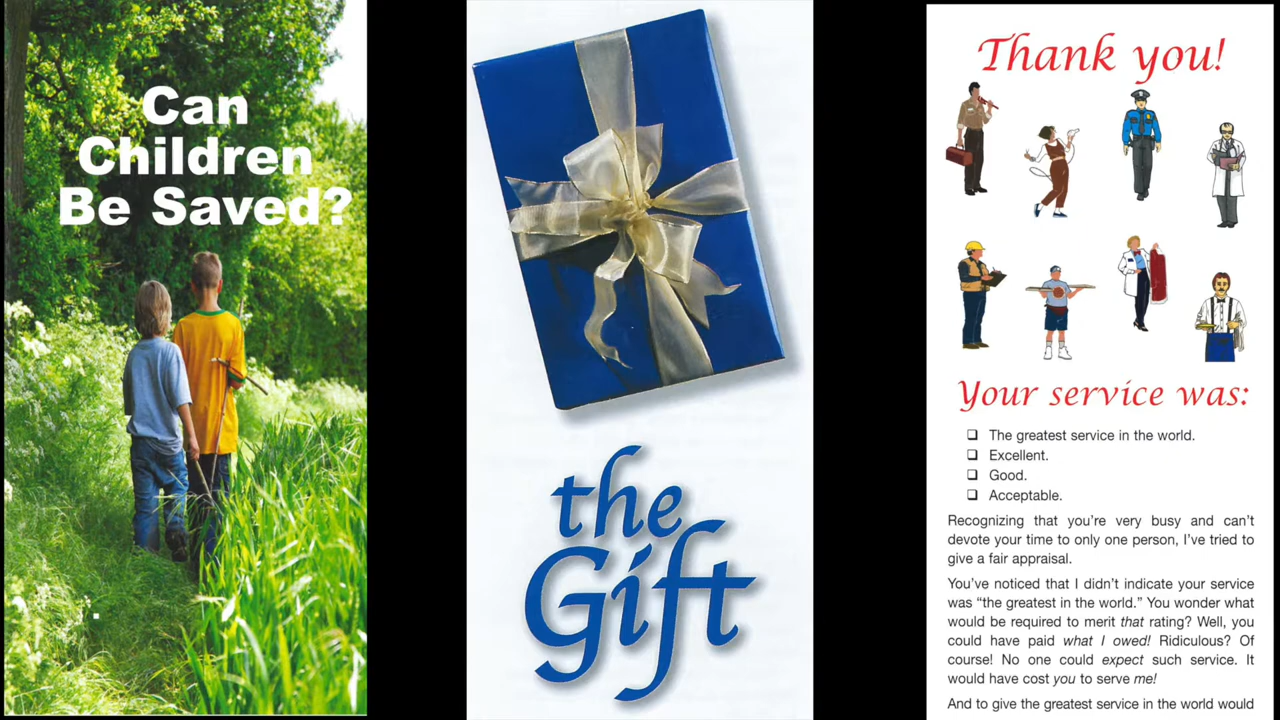 Can
Children
Be Saved?
the
Gift
Thank you!
Your service was:
❑ The greatest service in the world.
❑ Excellent.
❑ Good.
❑ Acceptable.
Recognizing that you're very busy and can't
devote your time to only one person, I've tried to
give a fair appraisal.
You've noticed that I didn't indicate your service
was “the greatest in the world.” You wonder what
would be required to merit that rating? Well, you
could have paid what I owed! Ridiculous? Of
course! No one could expect such service. It
would have cost you to serve me!
And to give the greatest service in the world would